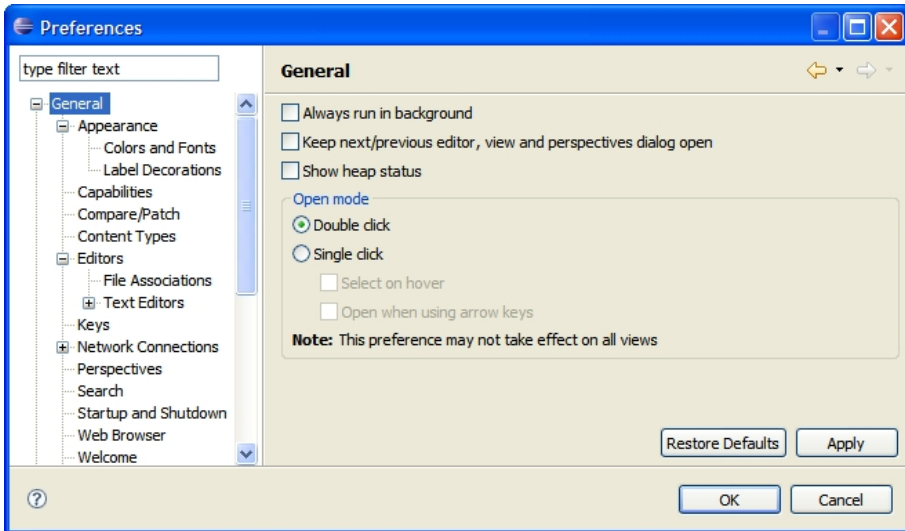 Preferences
type filter text
General
Appearance
Colors and Fonts
Label Decorations
Capabilities
Compare/Patch
Content Types
Editors
File Associations
Text Editors
Keys
Network Connections
Perspectives
Search
Startup and Shutdown
Web Browser
Welcome
General
Always run in background
Keep next/previous editor, view and perspectives dialog open
Show heap status
Open mode
Double click
Single click
Select on hover
Open when using arrow keys
Note: This preference may not take effect on all views
Restore Defaults
Apply
?
OK
Cancel